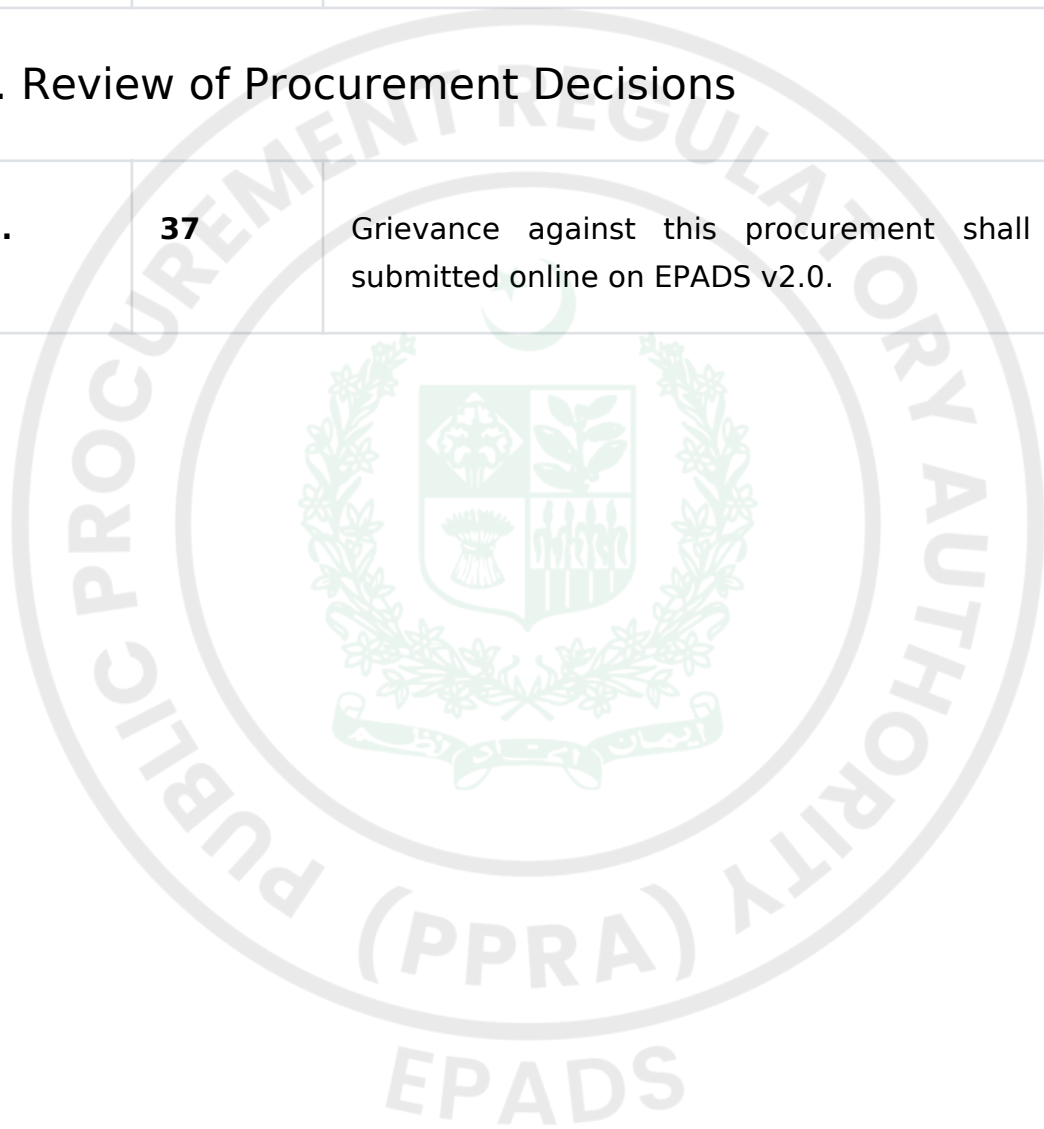 . Review of Procurement Decisions
. 37 Grievance against this procurement shall
submitted online on EPADS v2.0.
PUBLIC PROCUREMENT REGULATORY AUTHORITY
(PPRA)
EPADS